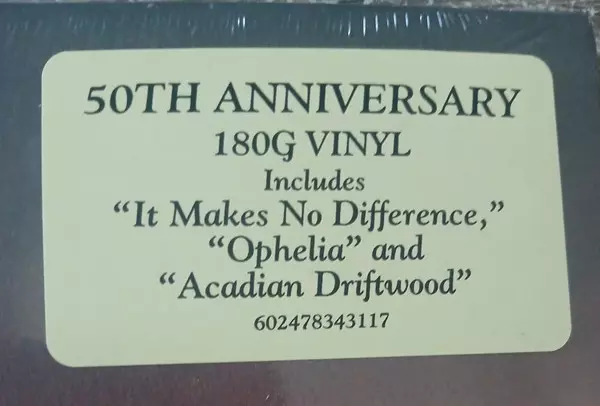 50TH ANNIVERSARY
180G VINYL
Includes
“It Makes No Difference,”
“Ophelia” and
“Acadian Driftwood”
602478343117